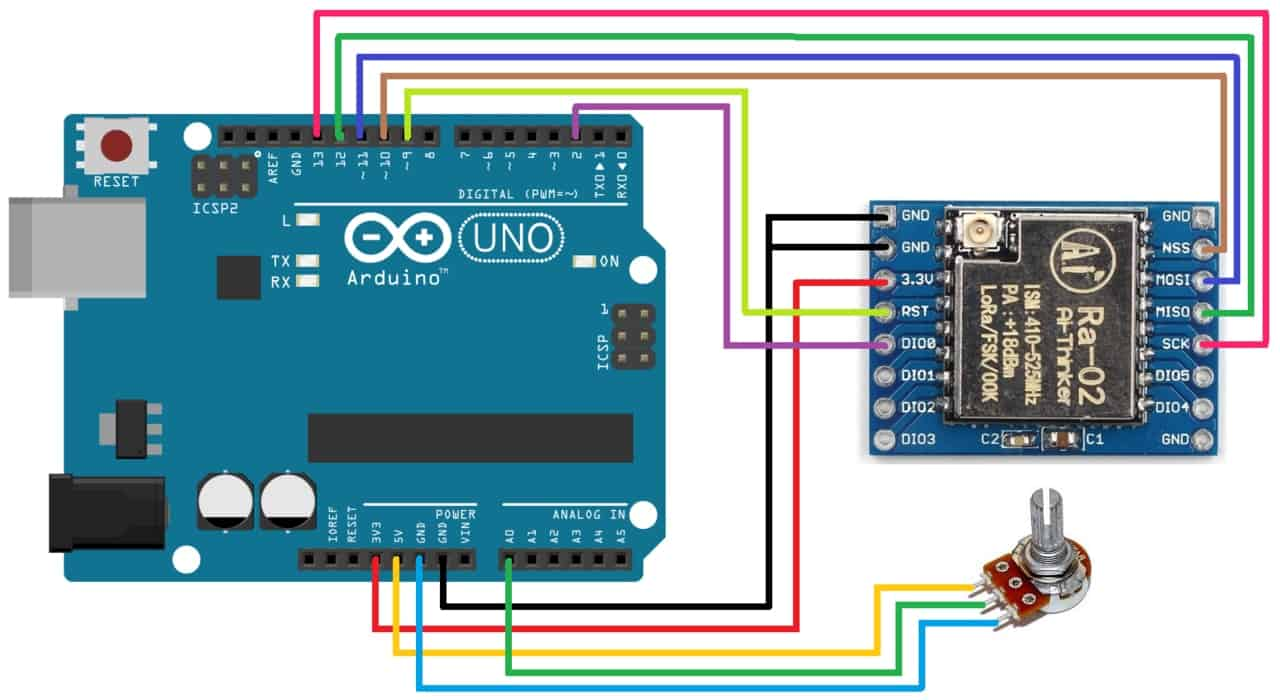 RESET
ICSP2
AREF
GND
13
12
~11
~10
~9
8
7
~6
~5
4
~3
2
TX0▶1
RX0◀0
DIGITAL (PWM=~)
L
TX
RX
UNO
Arduino™
ON
1
ICSP
IOREF
RESET
3V3
5V
GND
GND
VIN
POWER
ANALOG IN
A0
A1
A2
A3
A4
A5
GND
GND
3.3V
RST
DIO0
DIO1
DIO2
DIO3
Ai
Ra-02
Ai-Thinker
ISM:410-525MHz
PA:+18dBm
LoRa/FSK/OOK
C2
C1
GND
NSS
MOSI
MISO
SCK
DIO5
DIO4
GND